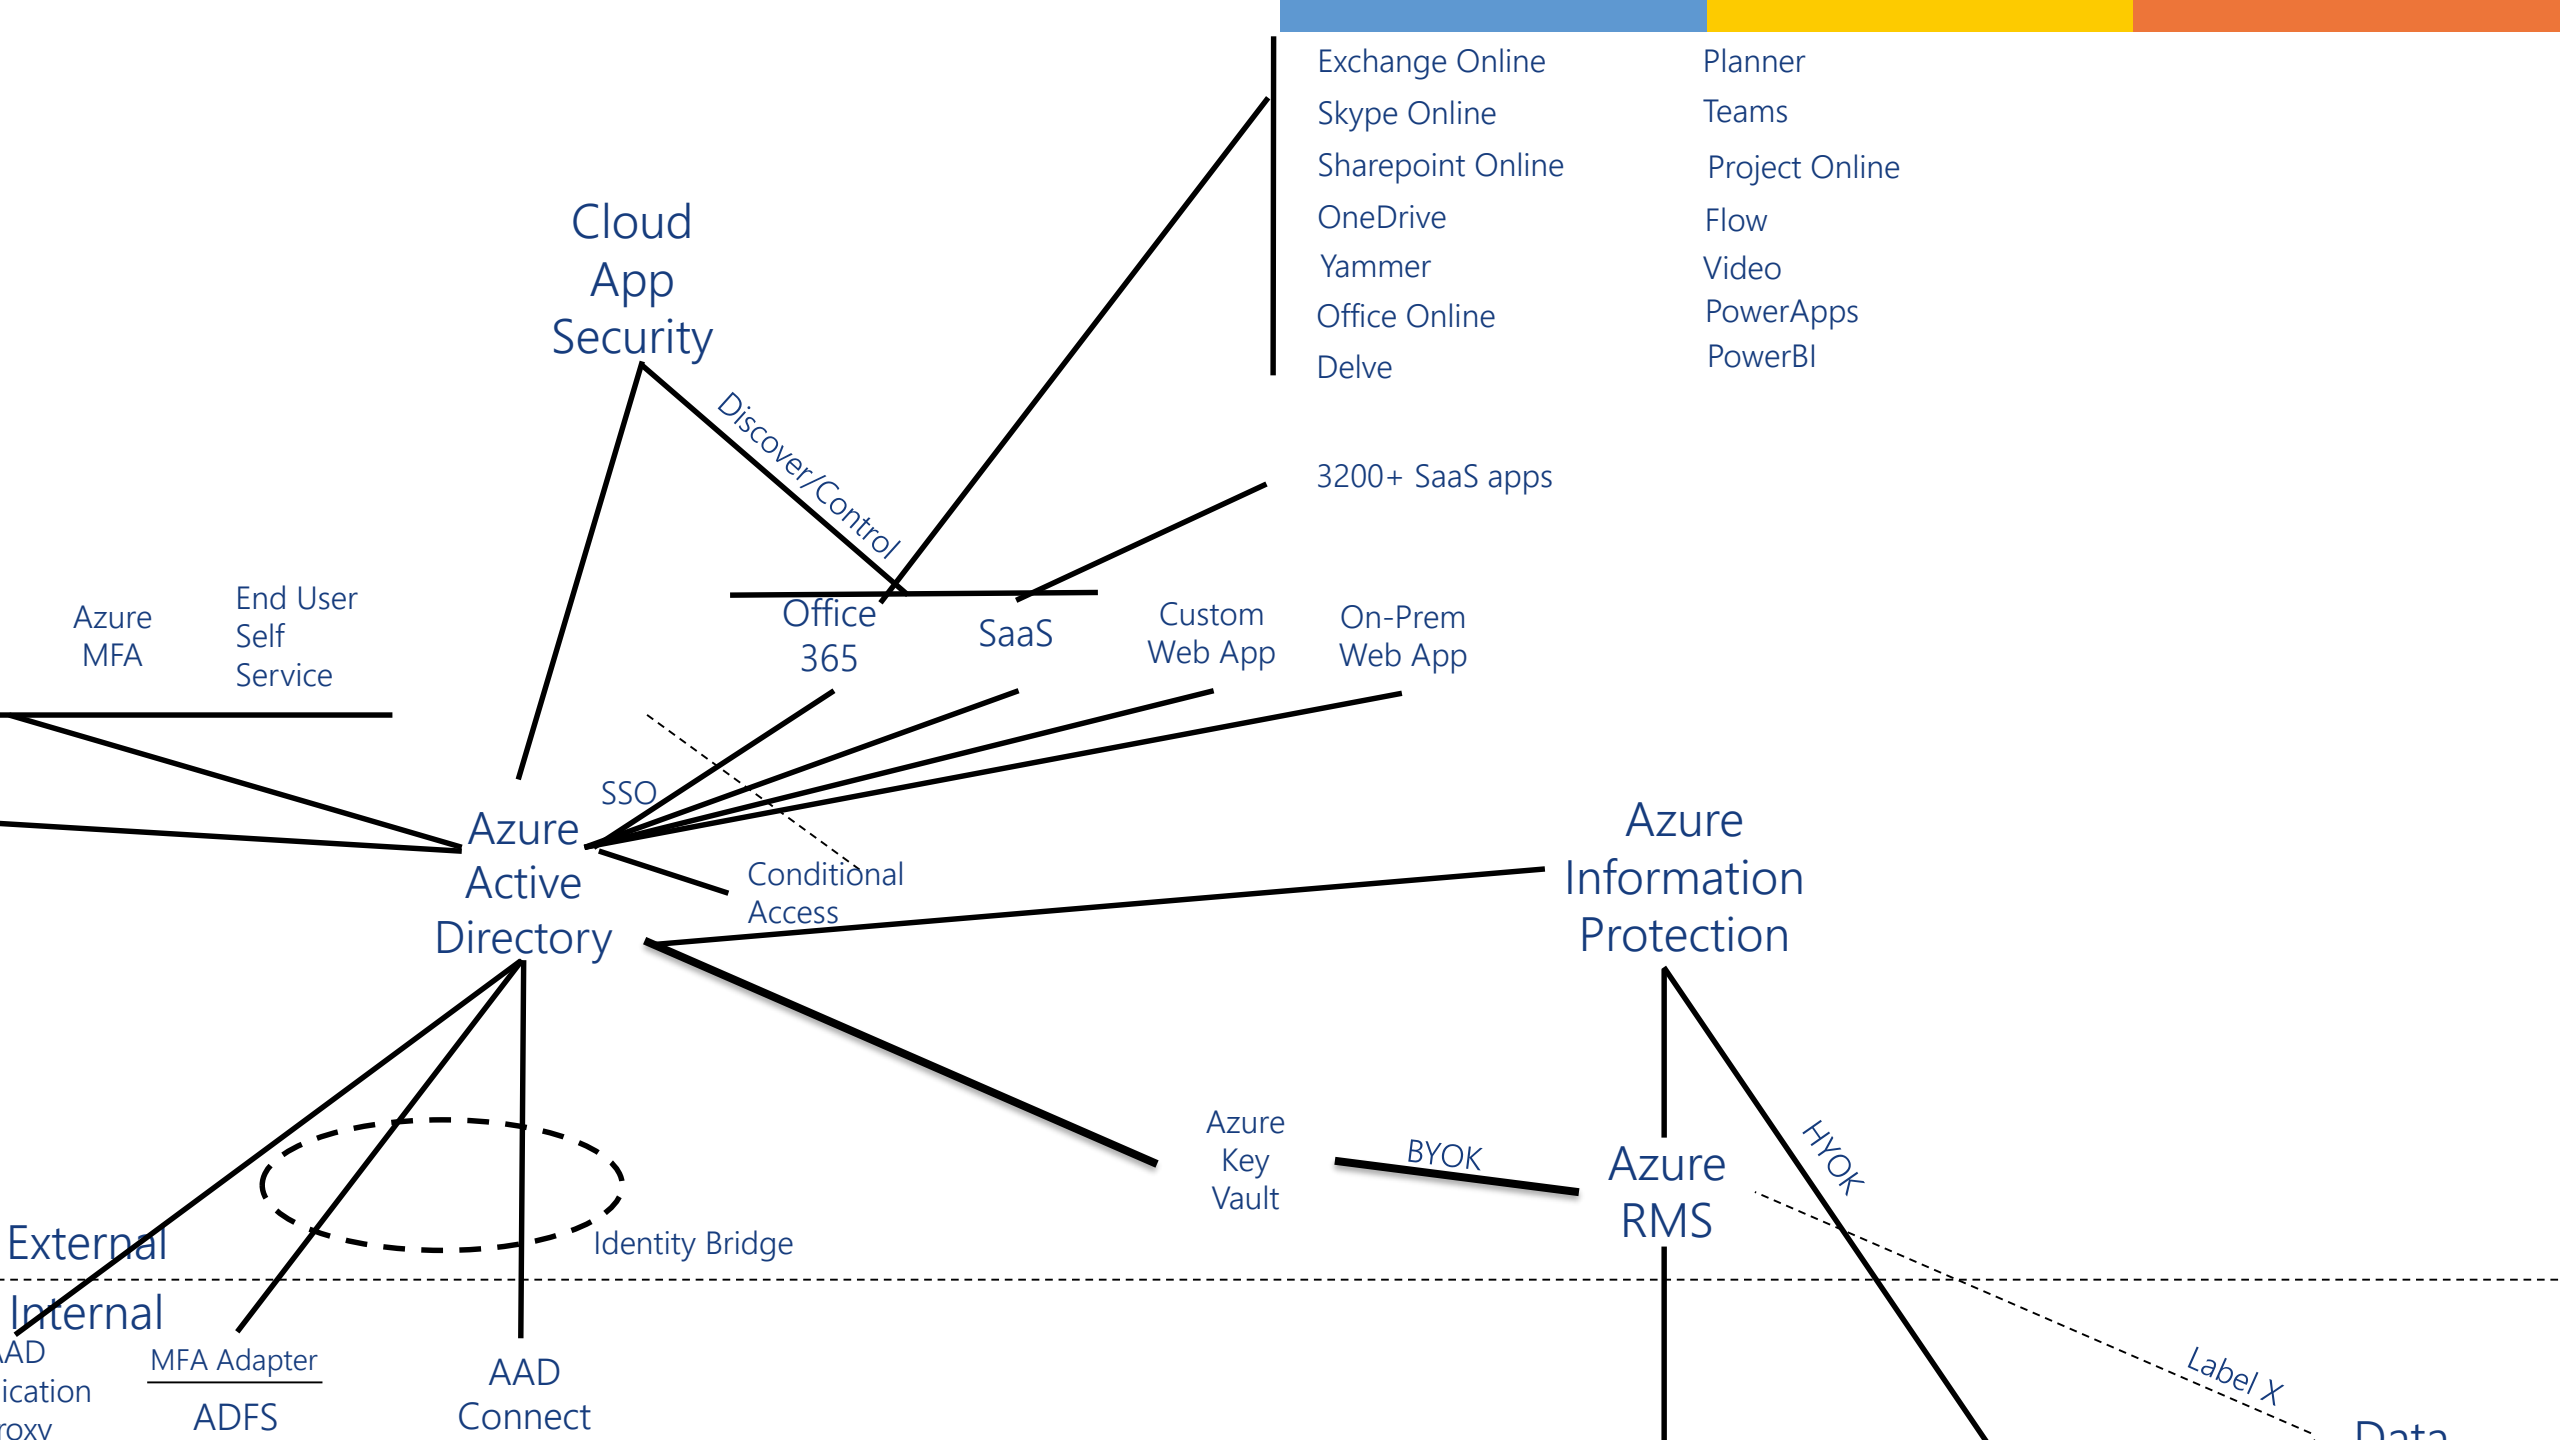 Exchange Online
Skype Online
Sharepoint Online
OneDrive
Yammer
Office Online
Delve
Planner
Teams
Project Online
Flow
Video
PowerApps
PowerBI
Cloud
App
Security
Discover/Control
3200+ SaaS apps
Azure
MFA
End User
Self
Service
Office
365
SaaS
Custom
Web App
On-Prem
Web App
SSO
Azure
Active
Directory
Conditional
Access
Azure
Information
Protection
Azure
Key
Vault
BYOK
Azure
RMS
HYOK
Identity Bridge
External
Internal
MFA Adapter
ADFS
AAD
Connect
Label X
Data